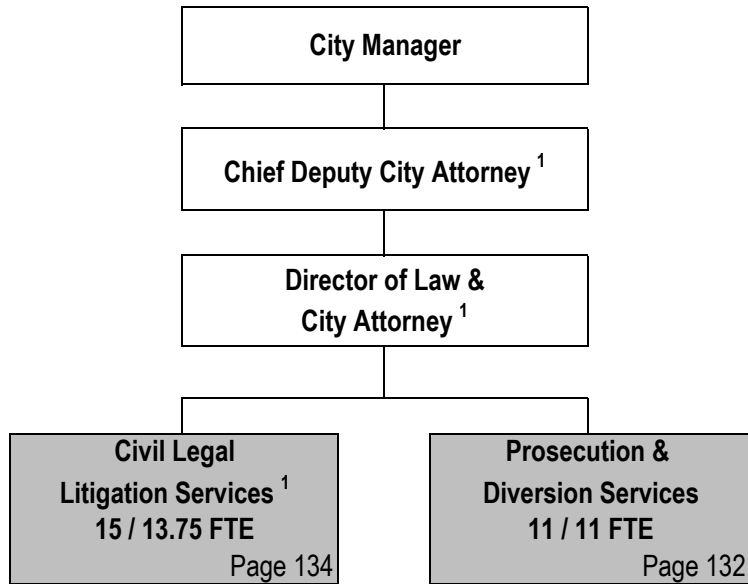 City Manager
Chief Deputy City Attorney 1
Director of Law &
City Attorney 1
Civil Legal
Litigation Services 1
15 / 13.75 FTE
Page 134
Prosecution &
Diversion Services
11 / 11 FTE
Page 132